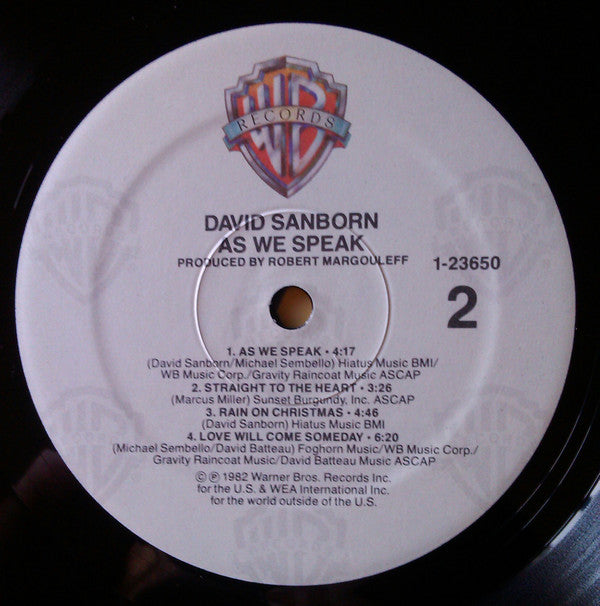 WB
RECORDS
DAVID SANBORN
AS WE SPEAK
PRODUCED BY ROBERT MARGOULEFF
1-23650
2
1. AS WE SPEAK • 4:17
(David Sanborn/Michael Sembello) Hiatus Music BMI/
WB Music Corp./Gravity Raincoat Music ASCAP
2. STRAIGHT TO THE HEART • 3:26
(Marcus Miller) Sunset Burgundy, Inc. ASCAP
3. RAIN ON CHRISTMAS • 4:46
(David Sanborn) Hiatus Music BMI
4. LOVE WILL COME SOMEDAY • 6:20
(Michael Sembello/David Batteau) Foghorn Music/WB Music Corp./
Gravity Raincoat Music/David Batteau Music ASCAP
© ℗ 1982 Warner Bros. Records Inc.
for the U.S. & WEA International Inc.
for the world outside of the U.S.